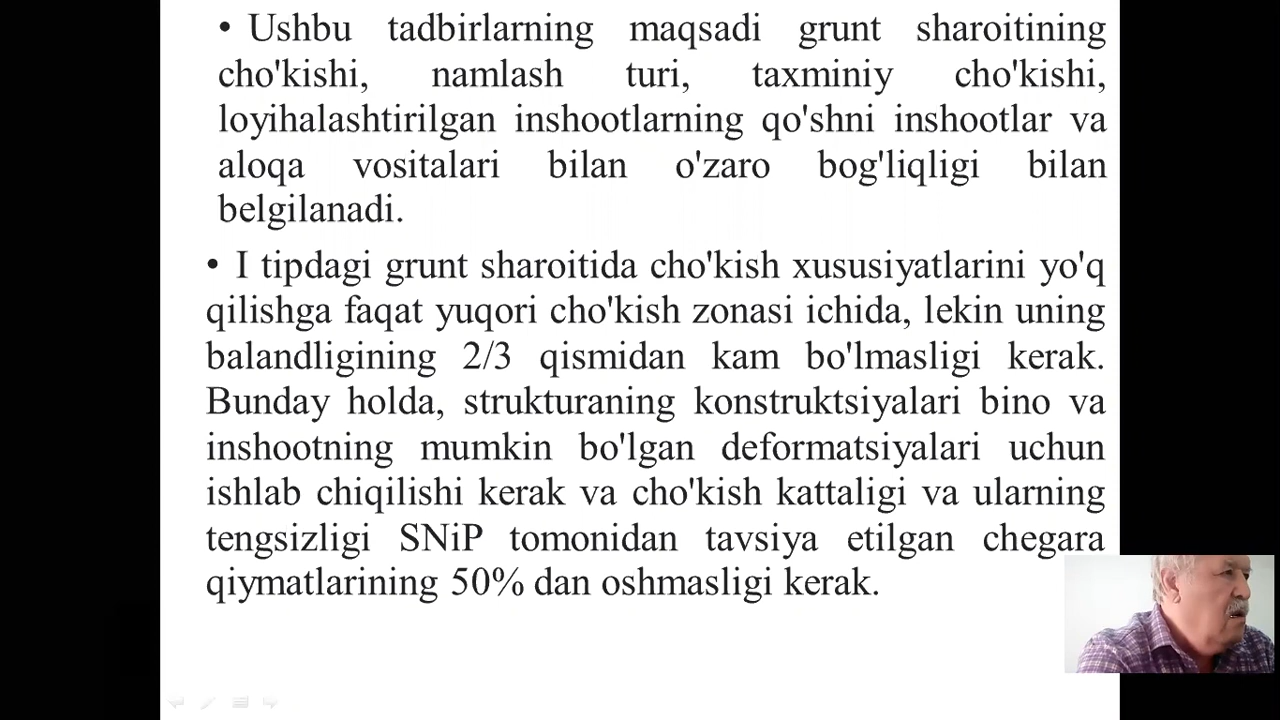 • Ushbu tadbirlarning maqsadi grunt sharoitining
cho'kishi, namlash turi, taxminiy cho'kishi,
loyihalashtirilgan inshootlarning qo'shni inshootlar va
aloqa vositalari bilan o'zaro bog'liqligi bilan
belgilanadi.
• I tipdagi grunt sharoitida cho'kish xususiyatlarini yo'q
qilishga faqat yuqori cho'kish zonasi ichida, lekin uning
balandligining 2/3 qismidan kam bo'lmasligi kerak.
Bunday holda, strukturaning konstruktsiyalari bino va
inshootning mumkin bo'lgan deformatsiyalari uchun
ishlab chiqilishi kerak va cho'kish kattaligi va ularning
tengsizligi SNiP tomonidan tavsiya etilgan chegara
qiymatlarining 50% dan oshmasligi kerak.